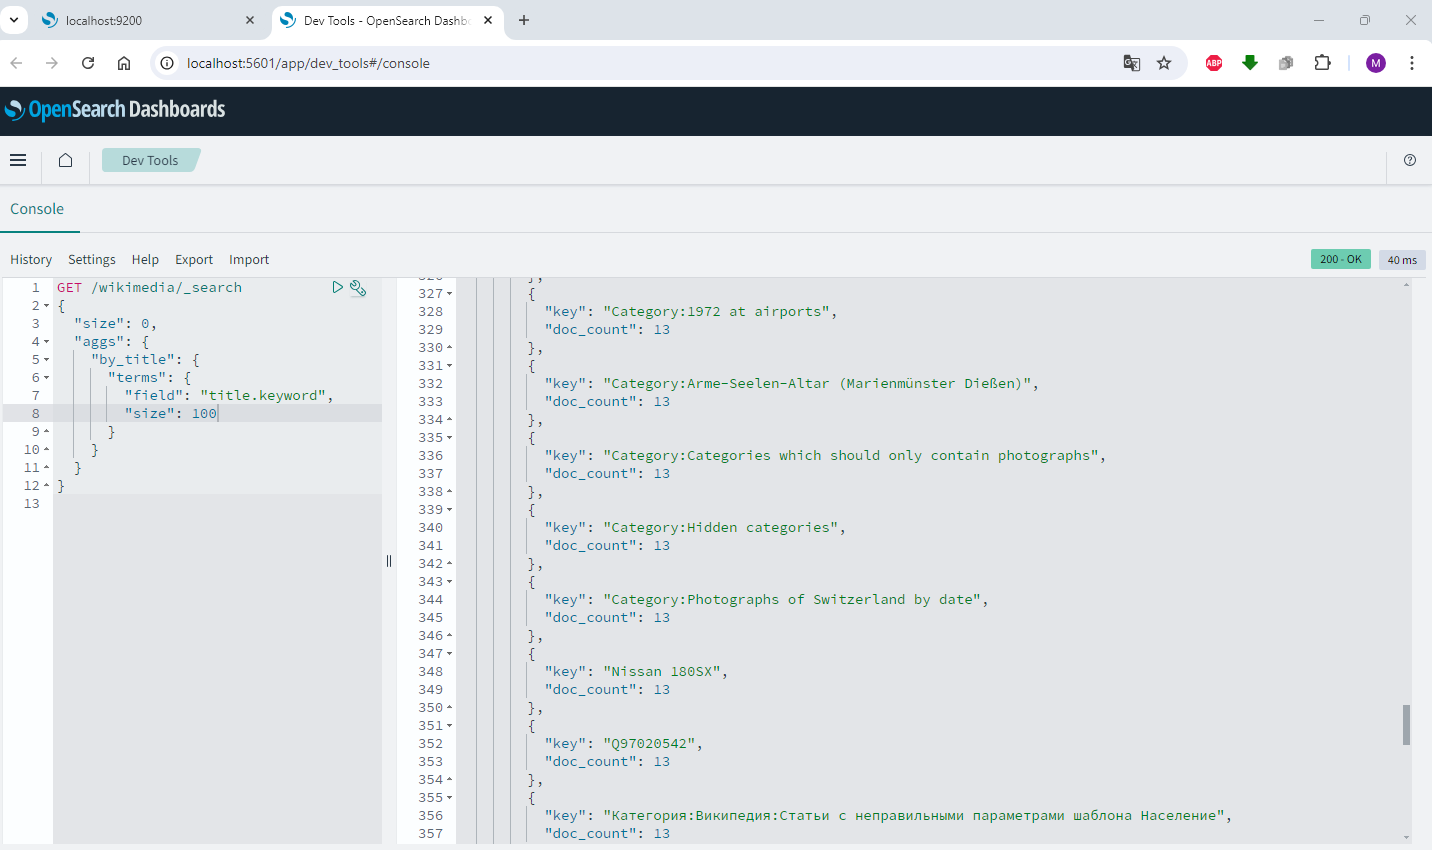 localhost:9200
Dev Tools - OpenSearch Dashb
localhost:5601/app/dev_tools#/console
ABP
M
OpenSearch Dashboards
Dev Tools
Console
History Settings Help Export Import
200 - OK 40 ms
1 GET /wikimedia/_search
2 {
3 "size": 0,
4 "aggs": {
5 "by_title": {
6 "terms": {
7 "field": "title.keyword",
8 "size": 100
9 }
10 }
11 }
12 }
13
},
327 {
328 "key": "Category:1972 at airports",
329 "doc_count": 13
330 },
331 {
332 "key": "Category:Arme-Seelen-Altar (Marienmünster Dießen)",
333 "doc_count": 13
334 },
335 {
336 "key": "Category:Categories which should only contain photographs",
337 "doc_count": 13
338 },
339 {
340 "key": "Category:Hidden categories",
341 "doc_count": 13
342 },
343 {
344 "key": "Category:Photographs of Switzerland by date",
345 "doc_count": 13
346 },
347 {
348 "key": "Nissan 180SX",
349 "doc_count": 13
350 },
351 {
352 "key": "Q97020542",
353 "doc_count": 13
354 },
355 {
356 "key": "Категория:Википедия:Статьи с неправильными параметрами шаблона Население",
357 "doc_count": 13